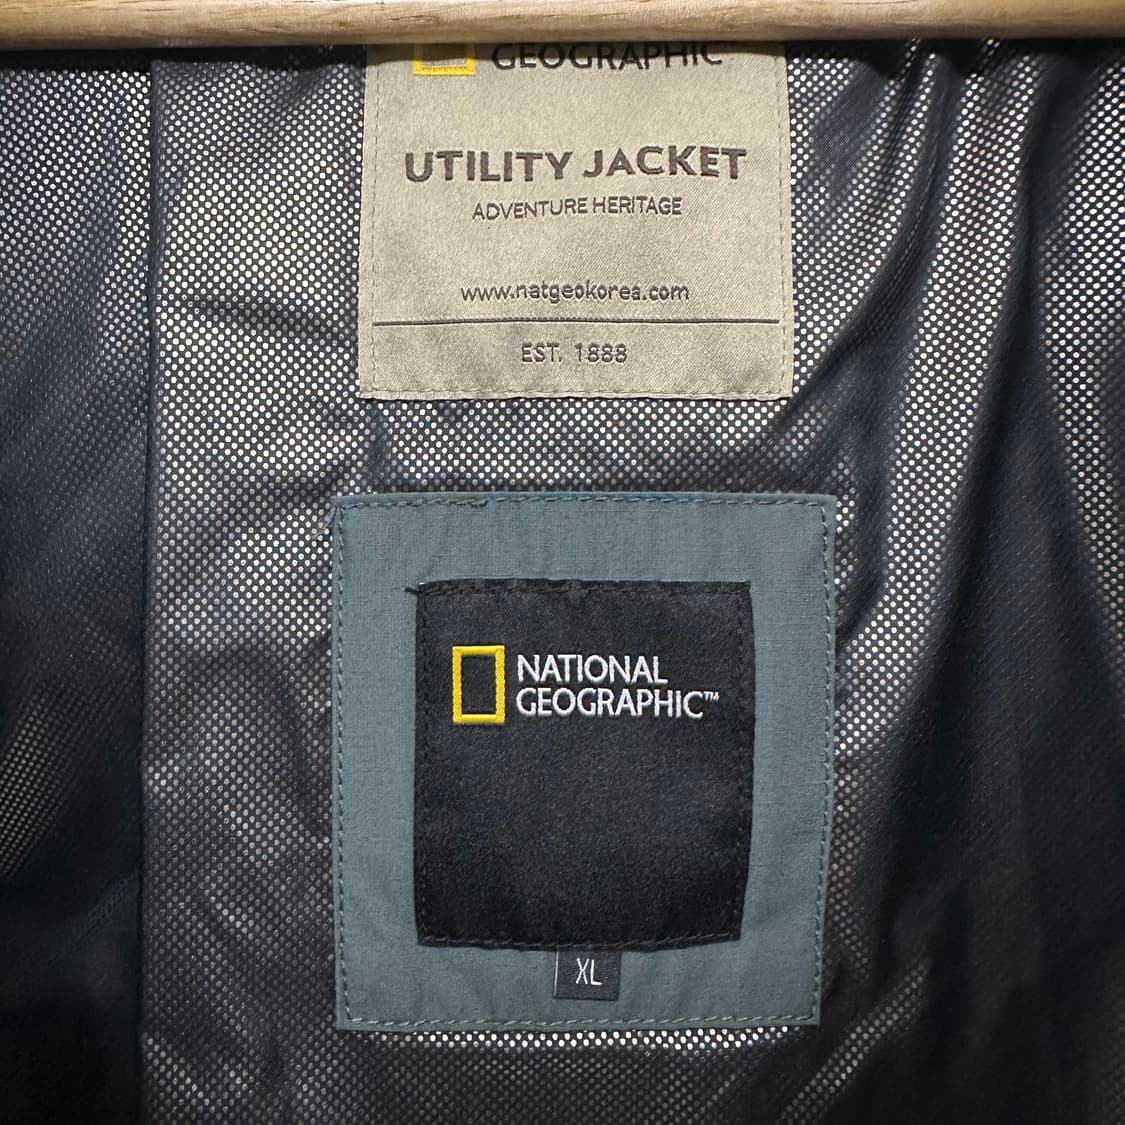 GEOGRAPHIC
UTILITY JACKET
ADVENTURE HERITAGE
www.natgeokorea.com
EST. 1888
NATIONAL
GEOGRAPHIC™
XL